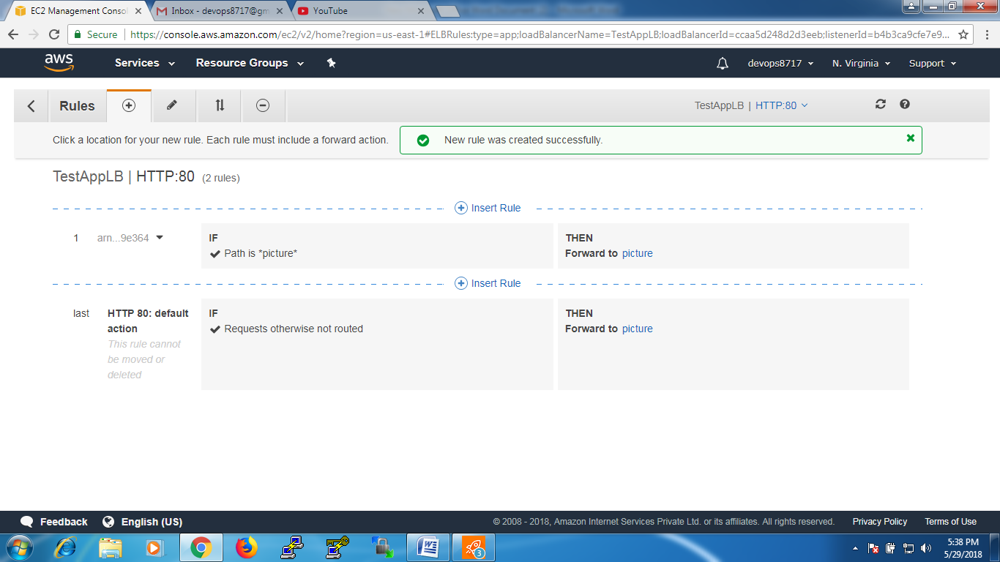 EC2 Management Conso
Inbox - devops8717@gm
YouTube
Secure
https://console.aws.amazon.com/ec2/v2/home?region=us-east-1#ELBRules:type=app;loadBalancerName=TestAppLB;loadBalancerId=ccaa5d248d2d3eeb;listenerId=b4b3ca9cfe7e9...
aws
Services
Resource Groups
devops8717
N. Virginia
Support
Rules
TestAppLB | HTTP:80
Click a location for your new rule. Each rule must include a forward action.
New rule was created successfully.
TestAppLB | HTTP:80 (2 rules)
Insert Rule
1
arn...9e364
IF
Path is *picture*
THEN
Forward to picture
Insert Rule
last
HTTP 80: default
action
This rule cannot
be moved or
deleted
IF
Requests otherwise not routed
THEN
Forward to picture
Feedback
English (US)
© 2008 - 2018, Amazon Internet Services Private Ltd. or its affiliates. All rights reserved.
Privacy Policy
Terms of Use
3
5:38 PM
5/29/2018